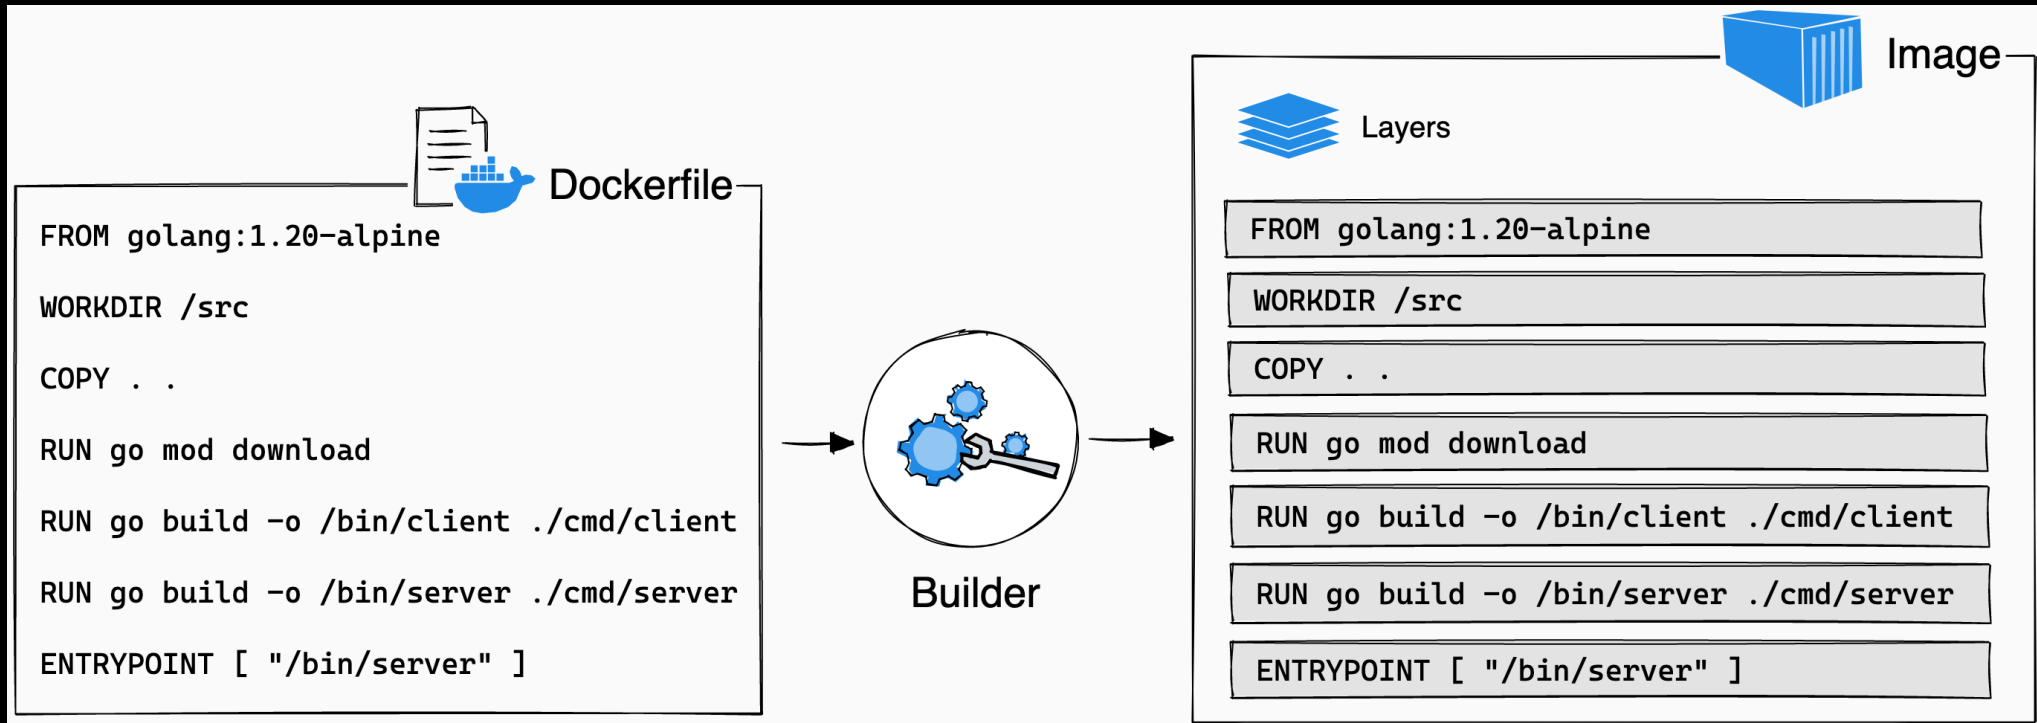 Dockerfile
FROM golang:1.20-alpine
WORKDIR /src
COPY . .
RUN go mod download
RUN go build -o /bin/client ./cmd/client
RUN go build -o /bin/server ./cmd/server
ENTRYPOINT [ "/bin/server" ]
Builder
Image
Layers
FROM golang:1.20-alpine
WORKDIR /src
COPY . .
RUN go mod download
RUN go build -o /bin/client ./cmd/client
RUN go build -o /bin/server ./cmd/server
ENTRYPOINT [ "/bin/server" ]